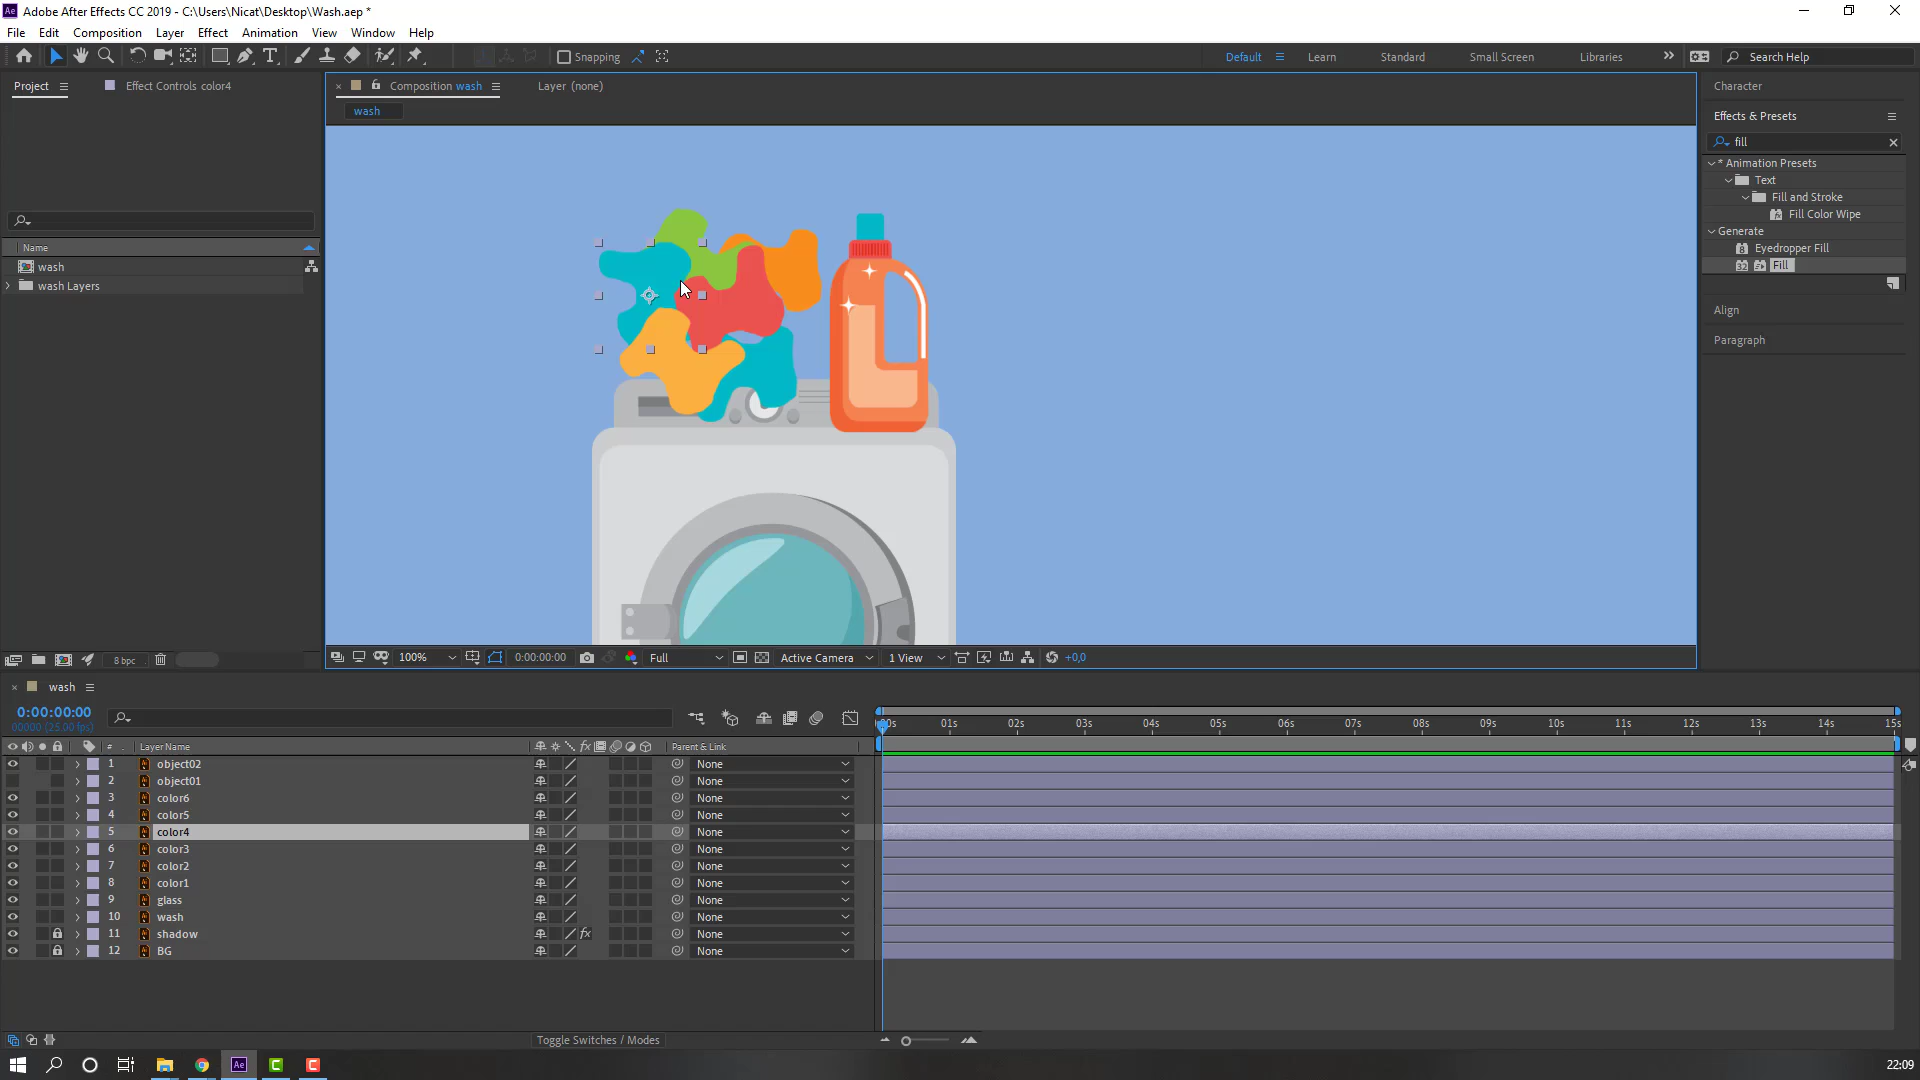 Adobe After Effects CC 2019 - C:\Users\Nicat\Desktop\Wash.aep *
File Edit Composition Layer Effect Animation View Window Help
Snapping Default Learn Standard Small Screen Libraries Search Help
Project Effect Controls color4 Composition wash Layer (none) Character
wash
Effects & Presets
fill
* Animation Presets
Text
Fill and Stroke
Fill Color Wipe
Generate
Eyedropper Fill
Fill
Align
Paragraph
Name
wash
wash Layers
8 bpc
100% 0:00:00:00 Full Active Camera 1 View +0,0
wash
0:00:00:00
00000 (25.00 fps)
00s 01s 02s 03s 04s 05s 06s 07s 08s 09s 10s 11s 12s 13s 14s 15s
# Layer Name fx Parent & Link
1 object02 None
2 object01 None
3 color6 None
4 color5 None
5 color4 None
6 color3 None
7 color2 None
8 color1 None
9 glass None
10 wash None
11 shadow fx None
12 BG None
Toggle Switches / Modes
22:09